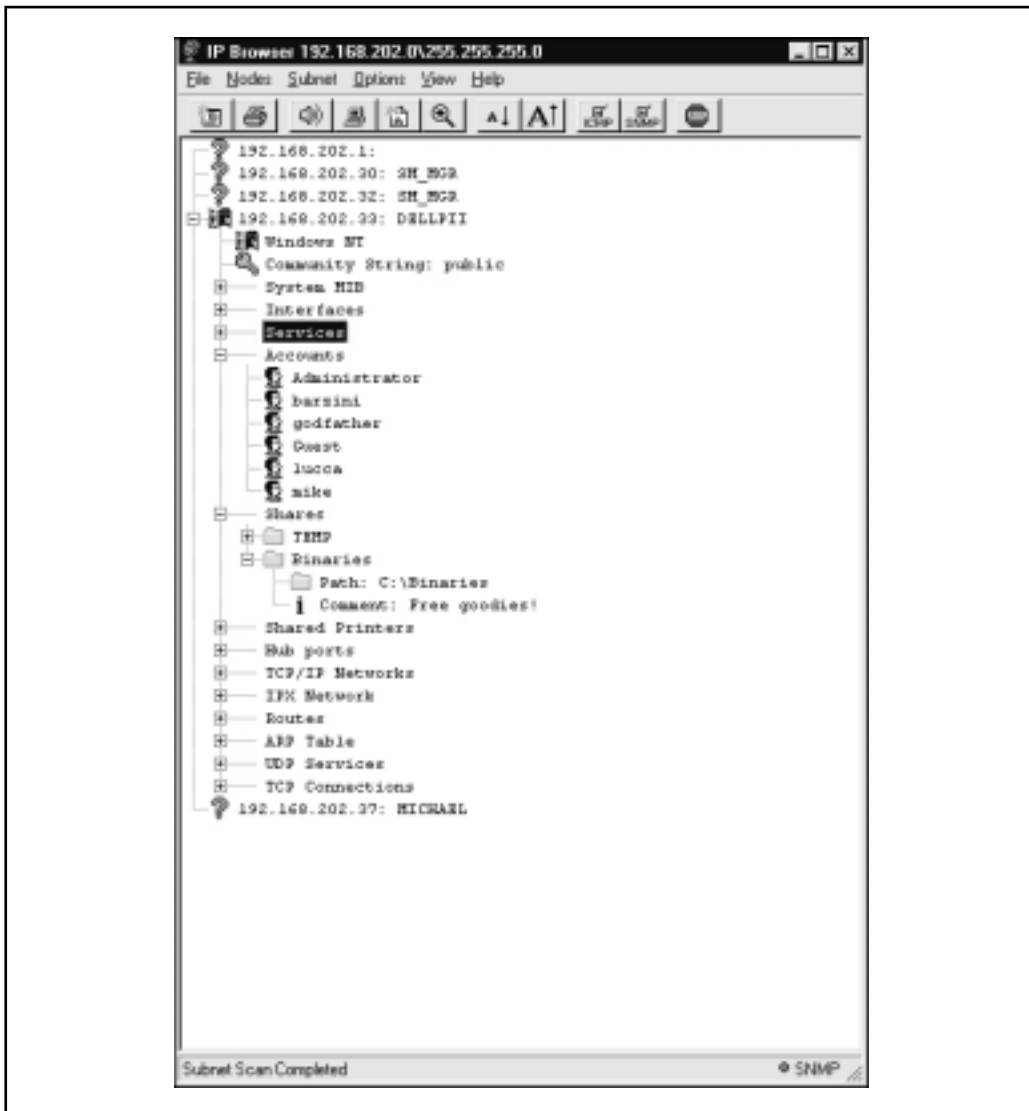 IP Browser 192.168.202.0\255.255.255.0
File Nodes Subnet Options View Help
ICMP SNMP
192.168.202.1:
192.168.202.30: SM_MGR
192.168.202.32: SM_MGR
192.168.202.33: DELLPII
Windows NT
Community String: public
System MIB
Interfaces
Services
Accounts
Administrator
barzini
godfather
Guest
lucca
mike
Shares
TEMP
Binaries
Path: C:\Binaries
Comment: Free goodies!
Shared Printers
Hub ports
TCP/IP Networks
IPX Network
Routes
ARP Table
UDP Services
TCP Connections
192.168.202.37: MICHAEL
Subnet Scan Completed SNMP